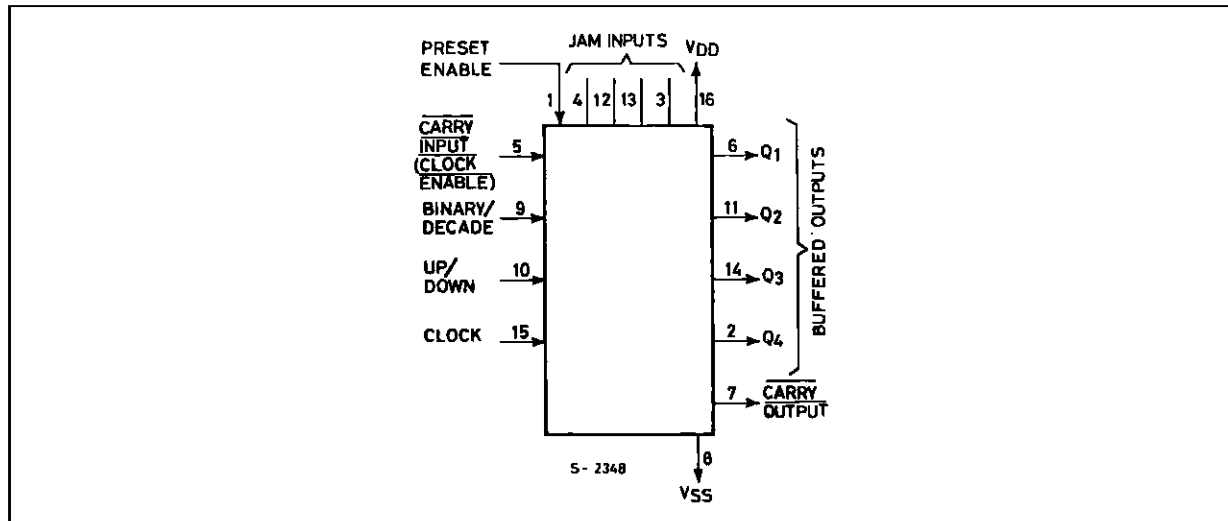 PRESET
ENABLE
JAM INPUTS
VDD
1
4
12
13
3
16
CARRY
INPUT
(CLOCK
ENABLE)
5
BINARY/
DECADE
9
UP/
DOWN
10
CLOCK
15
6
Q1
11
Q2
14
Q3
2
Q4
BUFFERED OUTPUTS
7
CARRY
OUTPUT
8
VSS
S- 2348